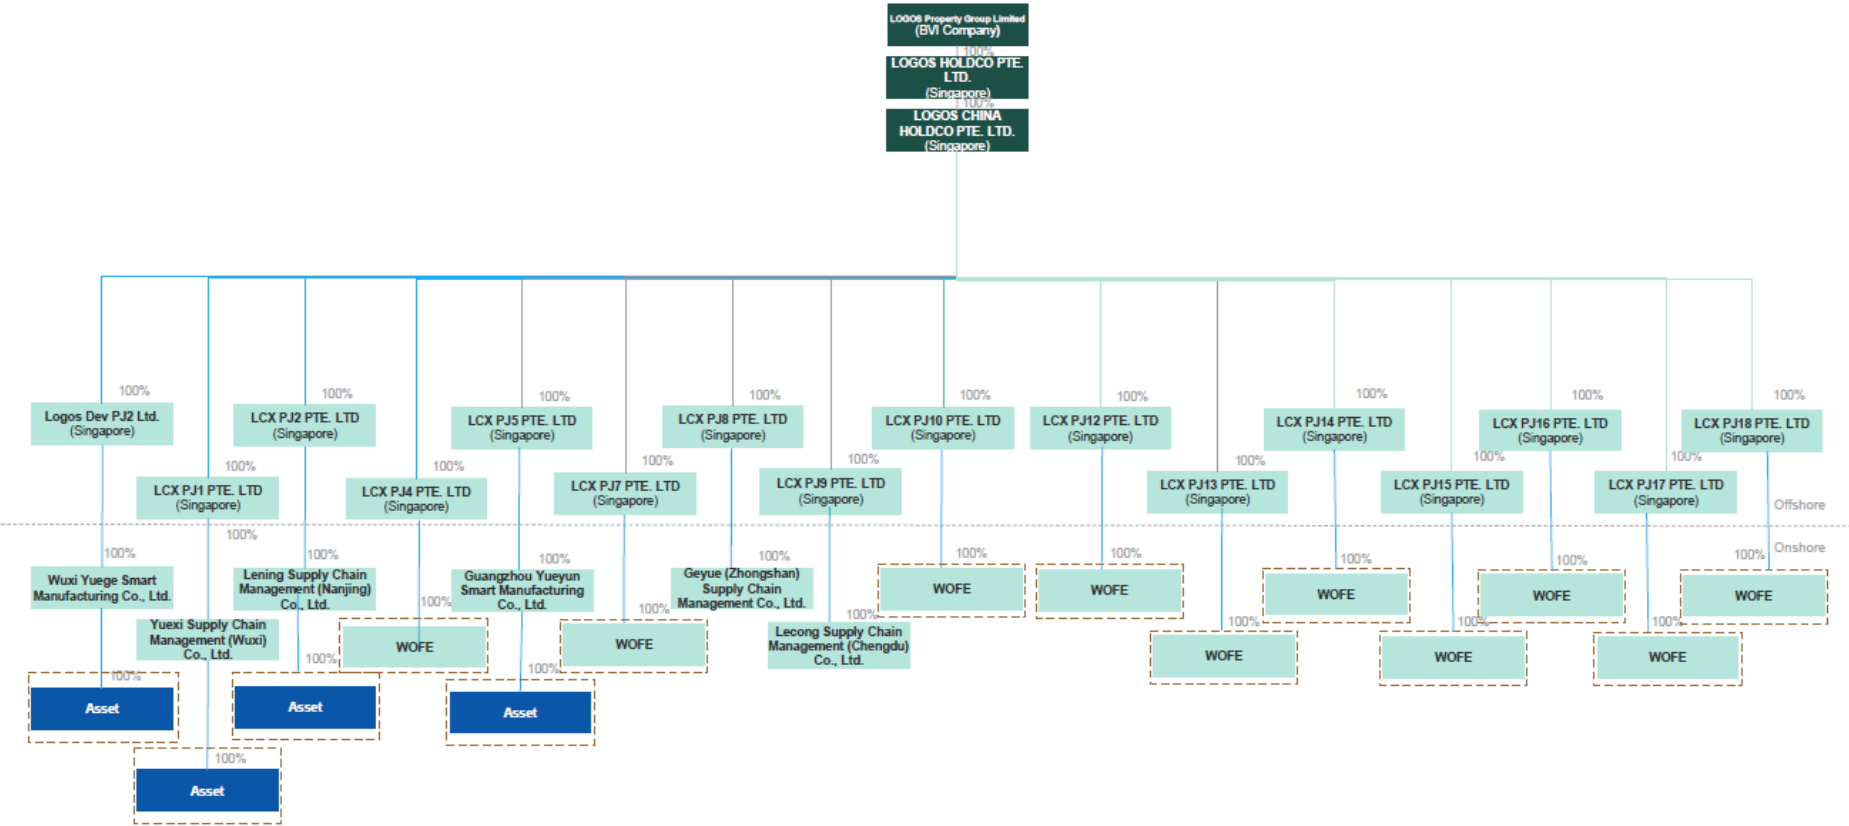 LOGOS Property Group Limited
(BVI Company)
100%
LOGOS HOLDCO PTE.
LTD.
(Singapore)
100%
LOGOS CHINA
HOLDCO PTE. LTD.
(Singapore)
100%
Logos Dev PJ2 Ltd.
(Singapore)
100%
LCX PJ2 PTE. LTD
(Singapore)
100%
LCX PJ5 PTE. LTD
(Singapore)
100%
LCX PJ8 PTE. LTD
(Singapore)
100%
LCX PJ10 PTE. LTD
(Singapore)
100%
LCX PJ12 PTE. LTD
(Singapore)
100%
LCX PJ14 PTE. LTD
(Singapore)
100%
LCX PJ16 PTE. LTD
(Singapore)
100%
LCX PJ18 PTE. LTD
(Singapore)
100%
LCX PJ1 PTE. LTD
(Singapore)
100%
LCX PJ4 PTE. LTD
(Singapore)
100%
LCX PJ7 PTE. LTD
(Singapore)
100%
LCX PJ9 PTE. LTD
(Singapore)
100%
LCX PJ13 PTE. LTD
(Singapore)
100%
LCX PJ15 PTE. LTD
(Singapore)
100%
LCX PJ17 PTE. LTD
(Singapore)
Offshore
Onshore
100%
Wuxi Yuege Smart
Manufacturing Co., Ltd.
100%
Yuexi Supply Chain
Management (Wuxi)
Co., Ltd.
100%
Lening Supply Chain
Management (Nanjing)
Co., Ltd.
100%
WOFE
100%
Guangzhou Yueyun
Smart Manufacturing
Co., Ltd.
100%
WOFE
100%
Geyue (Zhongshan)
Supply Chain
Management Co., Ltd.
100%
Lecong Supply Chain
Management (Chengdu)
Co., Ltd.
100%
WOFE
100%
WOFE
100%
WOFE
100%
WOFE
100%
WOFE
100%
WOFE
100%
WOFE
100%
WOFE
100%
Asset
100%
Asset
100%
Asset
100%
Asset